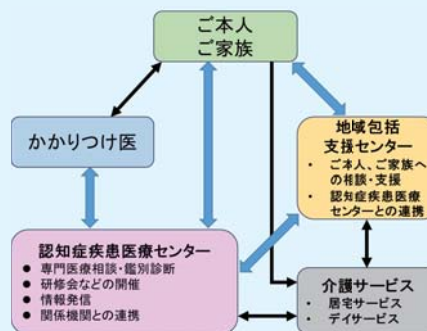 ご本人
ご家族
かかりつけ医
地域包括
支援センター
• ご本人、ご家族へ
の相談・支援
• 認知症疾患医療
センターとの連携
認知症疾患医療センター
● 専門医療相談・鑑別診断
● 研修会などの開催
● 情報発信
● 関係機関との連携
介護サービス
• 居宅サービス
• デイサービス